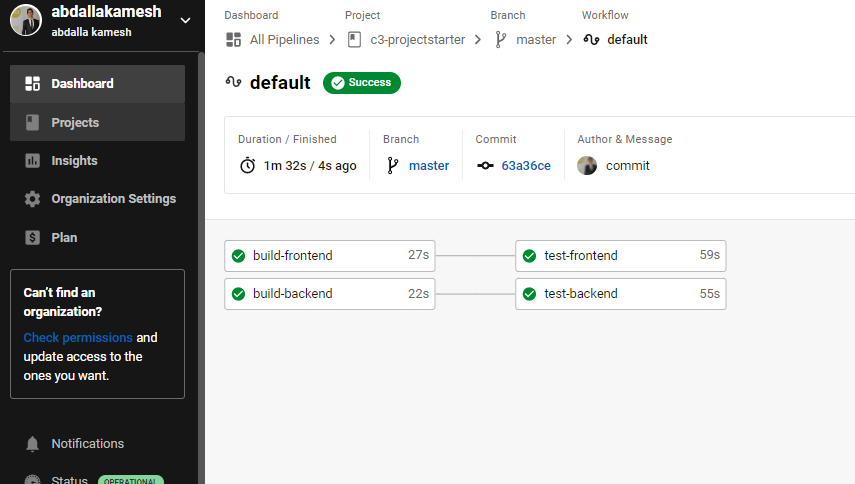 abdallakamesh
abdalla kamesh
Dashboard
Projects
Insights
Organization Settings
Plan
Can't find an
organization?
Check permissions and
update access to the
ones you want.
Notifications
Status OPERATIONAL
Dashboard Project Branch Workflow
All Pipelines c3-projectstarter master default
default Success
Duration / Finished Branch Commit Author & Message
1m 32s / 4s ago master 63a36ce commit
build-frontend 27s test-frontend 59s
build-backend 22s test-backend 55s